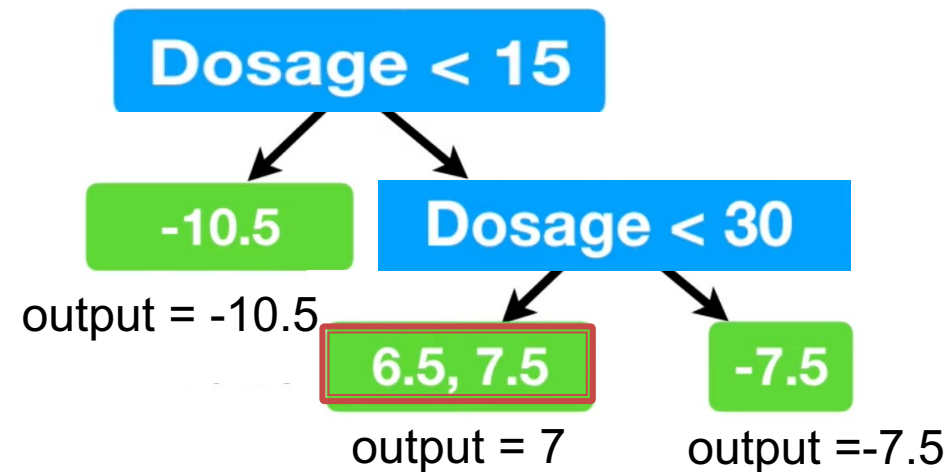 Dosage < 15
-10.5
Dosage < 30
output = -10.5
6.5, 7.5
-7.5
output = 7
output =-7.5